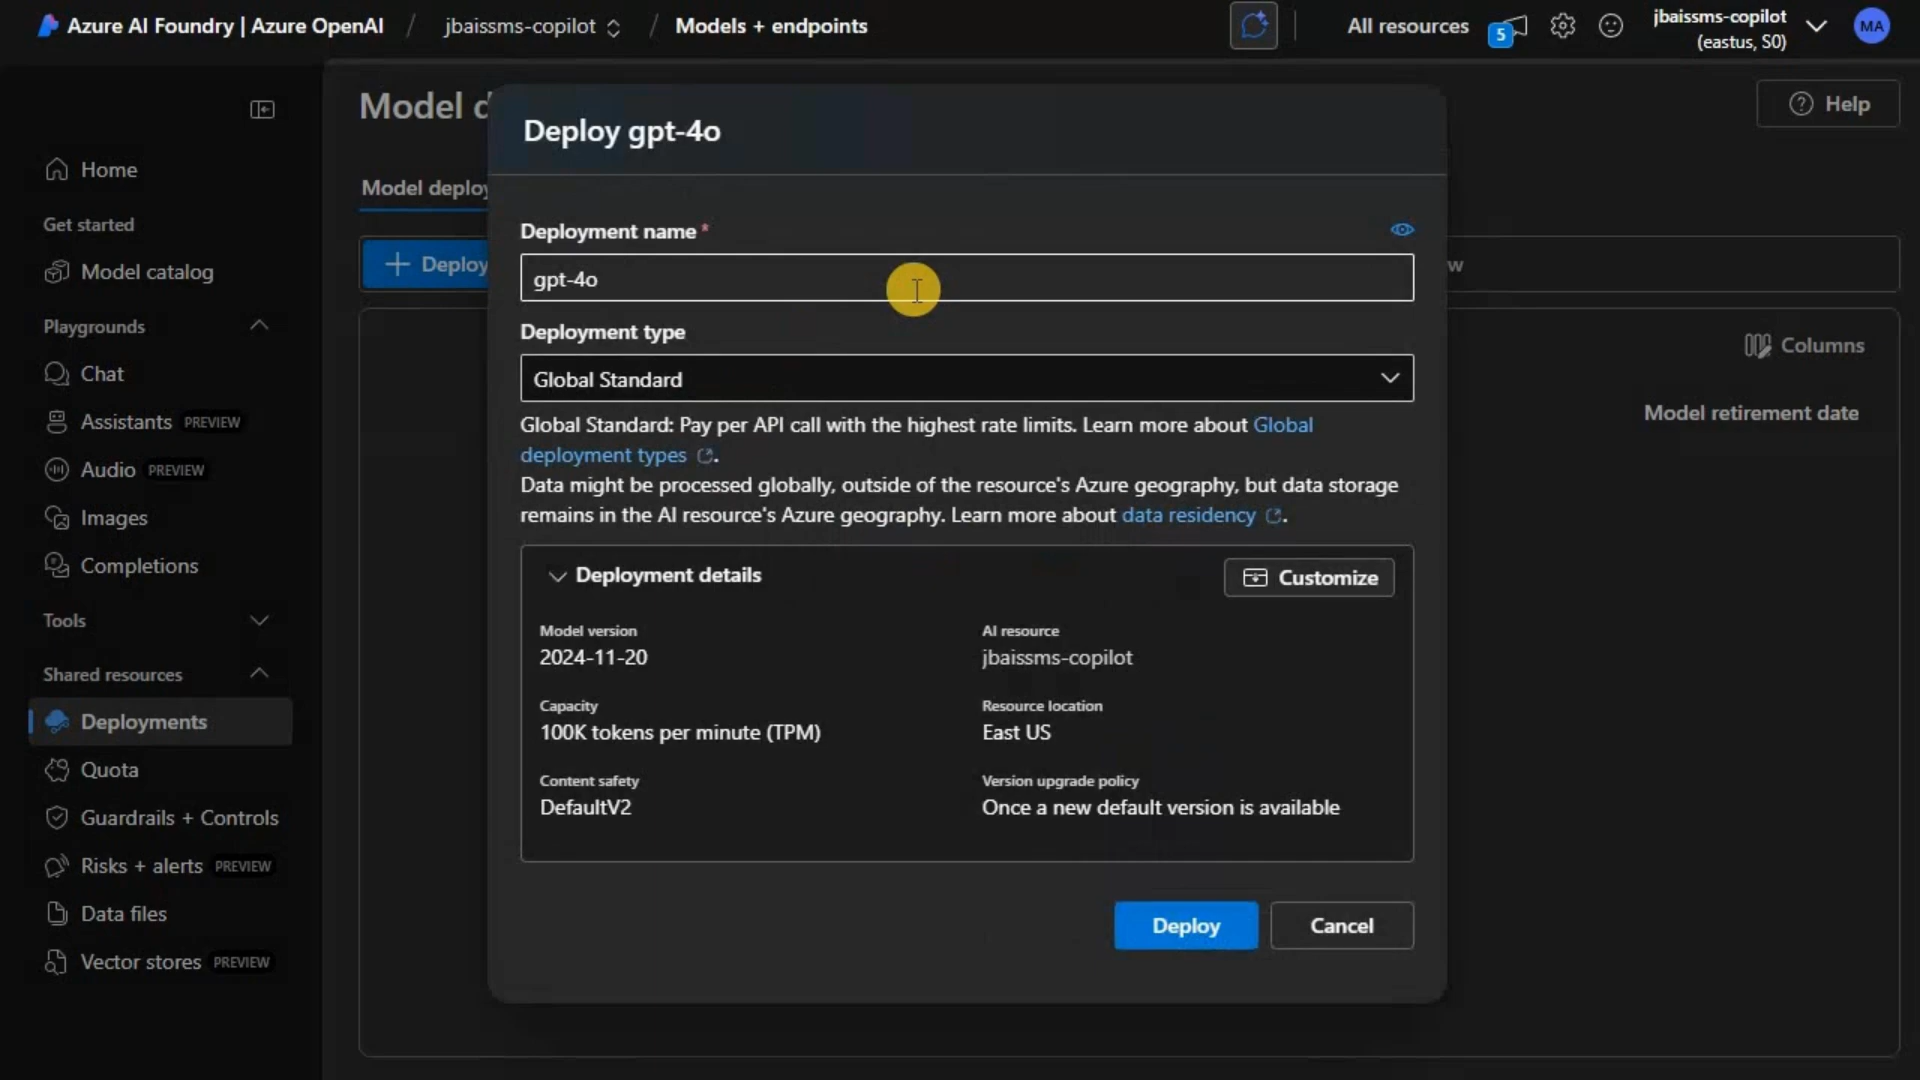 Azure AI Foundry | Azure OpenAI / jbaissms-copilot / Models + endpoints
All resources
5
jbaissms-copilot
(eastus, S0)
MA
Home
Get started
Model catalog
Playgrounds
Chat
Assistants PREVIEW
Audio PREVIEW
Images
Completions
Tools
Shared resources
Deployments
Quota
Guardrails + Controls
Risks + alerts PREVIEW
Data files
Vector stores PREVIEW
Model d
Help
Model deploy
Deploy
w
Columns
Model retirement date
Deploy gpt-4o
Deployment name *
gpt-4o
Deployment type
Global Standard
Global Standard: Pay per API call with the highest rate limits. Learn more about Global
deployment types .
Data might be processed globally, outside of the resource's Azure geography, but data storage
remains in the AI resource's Azure geography. Learn more about data residency .
Deployment details
Customize
Model version
2024-11-20
AI resource
jbaissms-copilot
Capacity
100K tokens per minute (TPM)
Resource location
East US
Content safety
DefaultV2
Version upgrade policy
Once a new default version is available
Deploy
Cancel